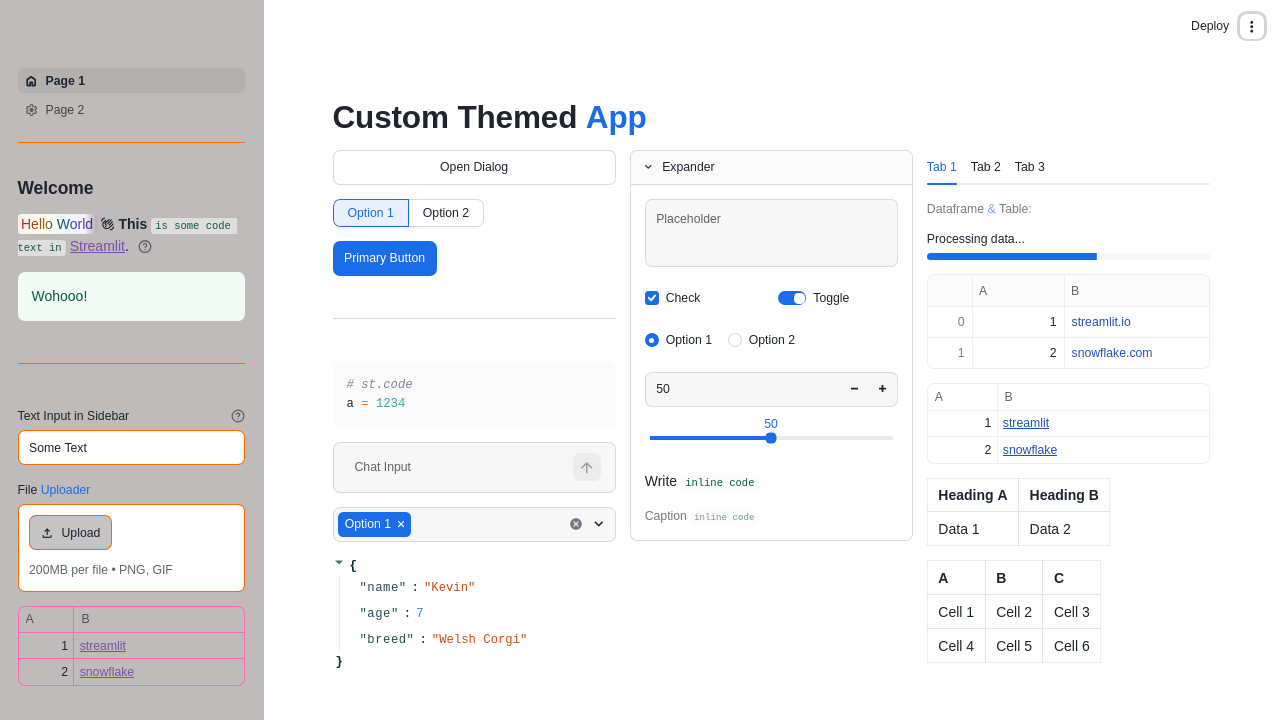 Deploy
Page 1
Page 2
Welcome
Hello World 👋 This is some code
text in Streamlit.
Wohooo!
Text Input in Sidebar
Some Text
File Uploader
Upload
200MB per file • PNG, GIF
A B
1 streamlit
2 snowflake
Custom Themed App
Open Dialog
Option 1 Option 2
Primary Button
# st.code
a = 1234
Chat Input
Option 1
{
"name" : "Kevin"
"age" : 7
"breed" : "Welsh Corgi"
}
Expander
Placeholder
Check Toggle
Option 1 Option 2
50
50
Write inline code
Caption inline code
Tab 1 Tab 2 Tab 3
Dataframe & Table:
Processing data...
A B
0 1 streamlit.io
1 2 snowflake.com
A B
1 streamlit
2 snowflake
Heading A Heading B
Data 1 Data 2
A B C
Cell 1 Cell 2 Cell 3
Cell 4 Cell 5 Cell 6